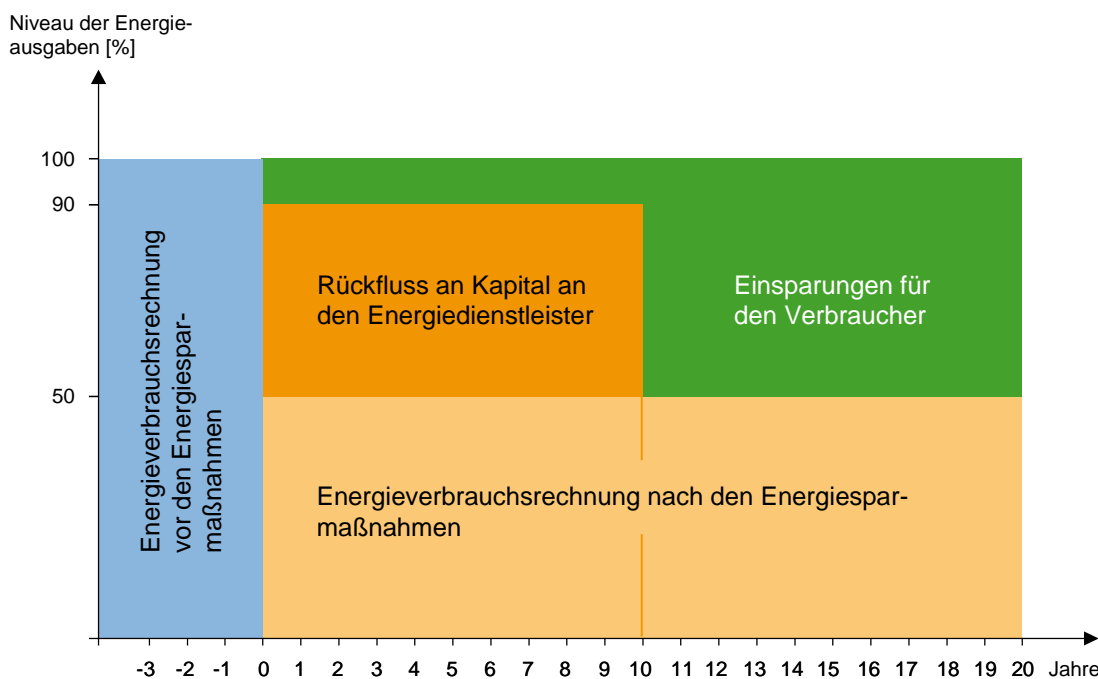 Niveau der Energie-
ausgaben [%]
100
90
50
Energieverbrauchsrechnung
vor den Energiespar-
maßnahmen
Rückfluss an Kapital an
den Energiedienstleister
Einsparungen für
den Verbraucher
Energieverbrauchsrechnung nach den Energiespar-
maßnahmen
-3 -2 -1 0 1 2 3 4 5 6 7 8 9 10 11 12 13 14 15 16 17 18 19 20 Jahre